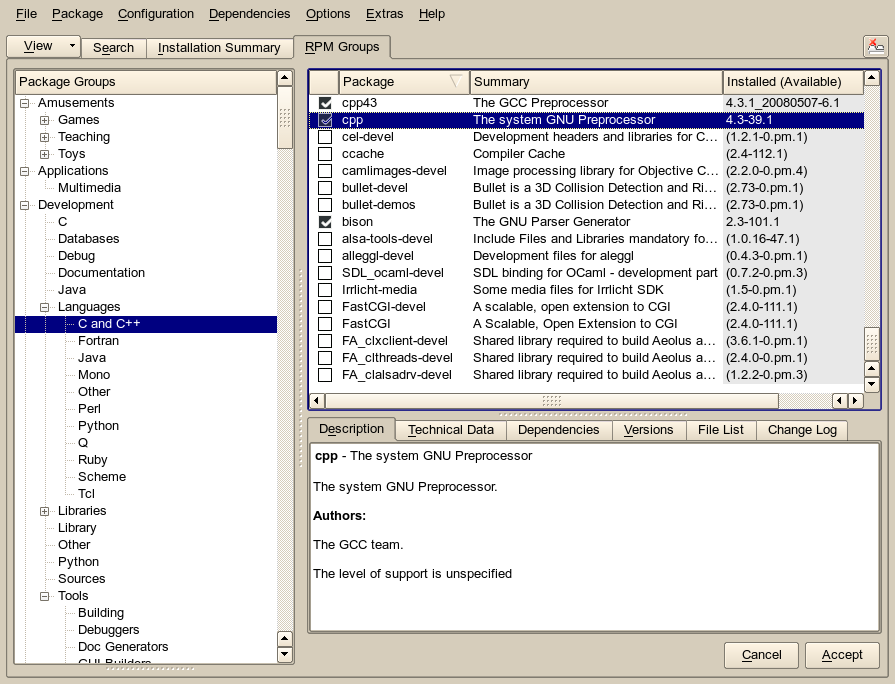 File Package Configuration Dependencies Options Extras Help
View Search Installation Summary RPM Groups
Package Groups
Amusements
Games
Teaching
Toys
Applications
Multimedia
Development
C
Databases
Debug
Documentation
Java
Languages
C and C++
Fortran
Java
Mono
Other
Perl
Python
Q
Ruby
Scheme
Tcl
Libraries
Library
Other
Python
Sources
Tools
Building
Debuggers
Doc Generators
GUI Builders
Package Summary Installed (Available)
cpp43 The GCC Preprocessor 4.3.1_20080507-6.1
cpp The system GNU Preprocessor 4.3-39.1
cel-devel Development headers and libraries for C... (1.2.1-0.pm.1)
ccache Compiler Cache (2.4-112.1)
camlimages-devel Image processing library for Objective C... (2.2.0-0.pm.4)
bullet-devel Bullet is a 3D Collision Detection and Ri... (2.73-0.pm.1)
bullet-demos Bullet is a 3D Collision Detection and Ri... (2.73-0.pm.1)
bison The GNU Parser Generator 2.3-101.1
alsa-tools-devel Include Files and Libraries mandatory fo... (1.0.16-47.1)
alleggl-devel Development files for aleggl (0.4.3-0.pm.1)
SDL_ocaml-devel SDL binding for OCaml - development part (0.7.2-0.pm.3)
Irrlicht-media Some media files for Irrlicht SDK (1.5-0.pm.1)
FastCGI-devel A scalable, open extension to CGI (2.4.0-111.1)
FastCGI A Scalable, Open Extension to CGI (2.4.0-111.1)
FA_clxclient-devel Shared library required to build Aeolus a... (3.6.1-0.pm.1)
FA_clthreads-devel Shared library required to build Aeolus a... (2.4.0-0.pm.1)
FA_clalsadrv-devel Shared library required to build Aeolus a... (1.2.2-0.pm.3)
Description Technical Data Dependencies Versions File List Change Log
cpp - The system GNU Preprocessor
The system GNU Preprocessor.
Authors:
The GCC team.
The level of support is unspecified
Cancel Accept